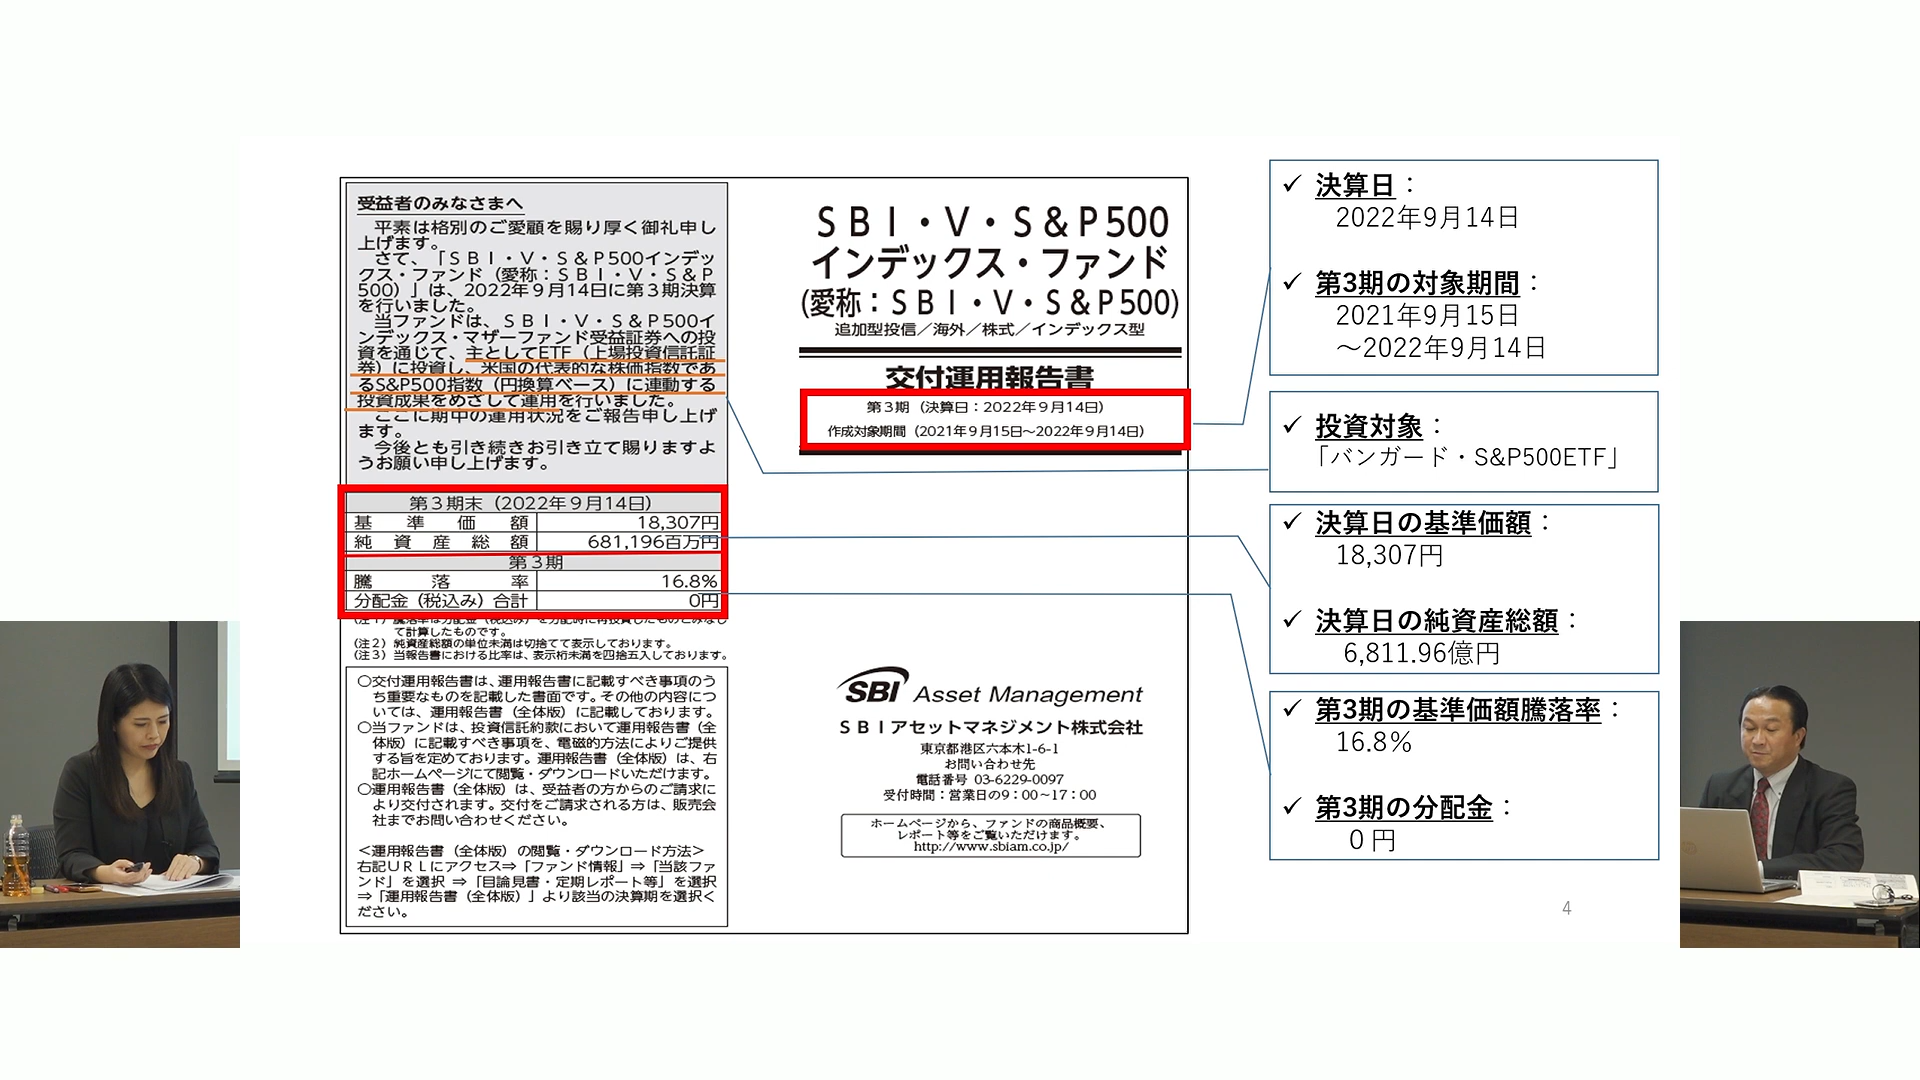 受益者のみなさまへ
平素は格別のご愛顧を賜り厚く御礼申し
上げます。
さて、「ＳＢＩ・Ｖ・Ｓ＆Ｐ500インデッ
クス・ファンド（愛称：ＳＢＩ・Ｖ・Ｓ＆Ｐ
500）」は、2022年９月14日に第３期決算
を行いました。
当ファンドは、ＳＢＩ・Ｖ・Ｓ＆Ｐ500イ
ンデックス・マザーファンド受益証券への投
資を通じて、主としてETF（上場投資信託証
券）に投資し、米国の代表的な株価指数であ
るS&P500指数（円換算ベース）に連動する
投資成果をめざして運用を行いました。
ここに期中の運用状況をご報告申し上げ
ます。
今後とも引き続きお引き立て賜りますよ
うお願い申し上げます。
第３期末（2022年９月14日）
基準価額 18,307円
純資産総額 681,196百万円
第３期
騰落率 16.8%
分配金（税込み）合計 0円
（注１）騰落率は分配金（税込み）を分配時に再投資したものとみなし
て計算したものです。
（注２）純資産総額の単位未満は切捨てて表示しております。
（注３）当報告書における比率は、表示桁未満を四捨五入しております。
○交付運用報告書は、運用報告書に記載すべき事項のう
ち重要なものを記載した書面です。その他の内容につ
いては、運用報告書（全体版）に記載しております。
○当ファンドは、投資信託約款において運用報告書（全
体版）に記載すべき事項を、電磁的方法によりご提供
する旨を定めております。運用報告書（全体版）は、右
記ホームページにて閲覧・ダウンロードいただけます。
○運用報告書（全体版）は、受益者の方からのご請求に
より交付されます。交付をご請求される方は、販売会
社までお問い合わせください。
＜運用報告書（全体版）の閲覧・ダウンロード方法＞
右記ＵＲＬにアクセス⇒「ファンド情報」⇒「当該ファ
ンド」を選択 ⇒「目論見書・定期レポート等」を選択
⇒「運用報告書（全体版）」より該当の決算期を選択く
ださい。
ＳＢＩ・Ｖ・Ｓ＆Ｐ500
インデックス・ファンド
(愛称：ＳＢＩ・Ｖ・Ｓ＆Ｐ500)
追加型投信／海外／株式／インデックス型
交付運用報告書
第３期（決算日：2022年９月14日）
作成対象期間（2021年９月15日～2022年９月14日）
SBI Asset Management
ＳＢＩアセットマネジメント株式会社
東京都港区六本木1-6-1
お問い合わせ先
電話番号 03-6229-0097
受付時間：営業日の9：00～17：00
ホームページから、ファンドの商品概要、
レポート等をご覧いただけます。
http://www.sbiam.co.jp/
✓ 決算日：
2022年9月14日
✓ 第3期の対象期間：
2021年9月15日
～2022年9月14日
✓ 投資対象：
「バンガード・S&P500ETF」
✓ 決算日の基準価額：
18,307円
✓ 決算日の純資産総額：
6,811.96億円
✓ 第3期の基準価額騰落率：
16.8％
✓ 第3期の分配金：
0 円
4